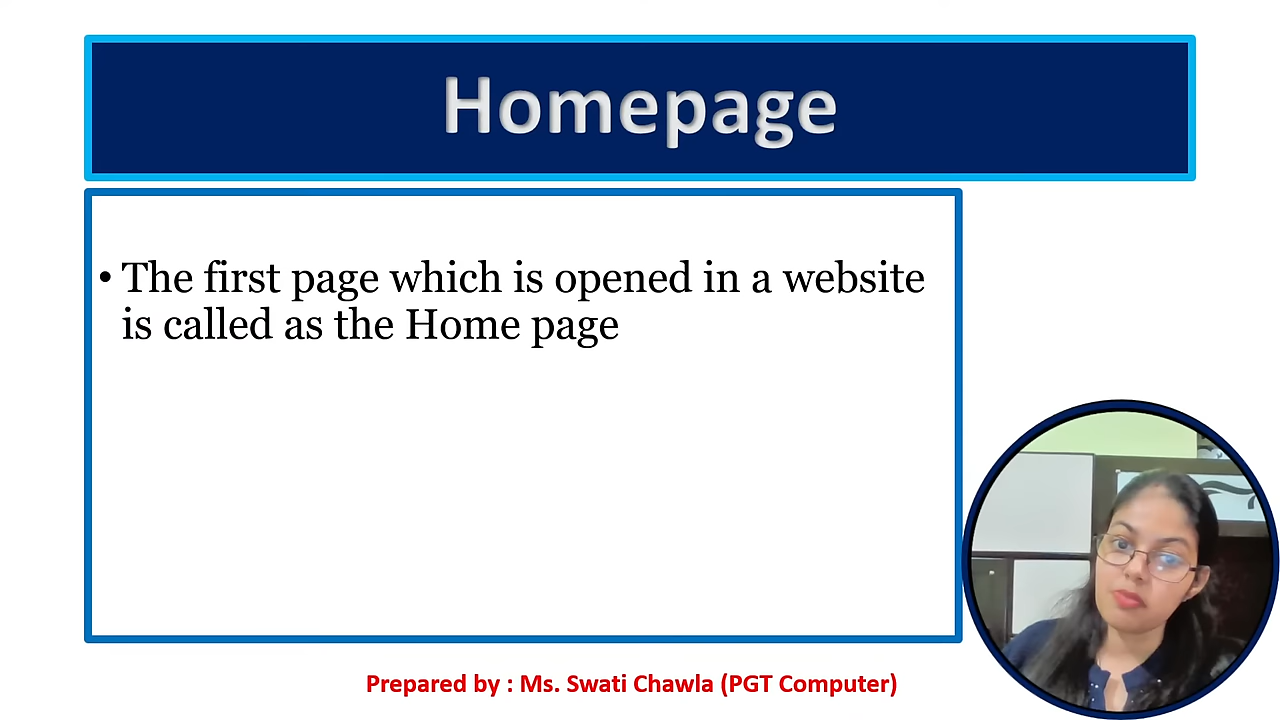 Homepage
• The first page which is opened in a website
is called as the Home page
Prepared by : Ms. Swati Chawla (PGT Computer)